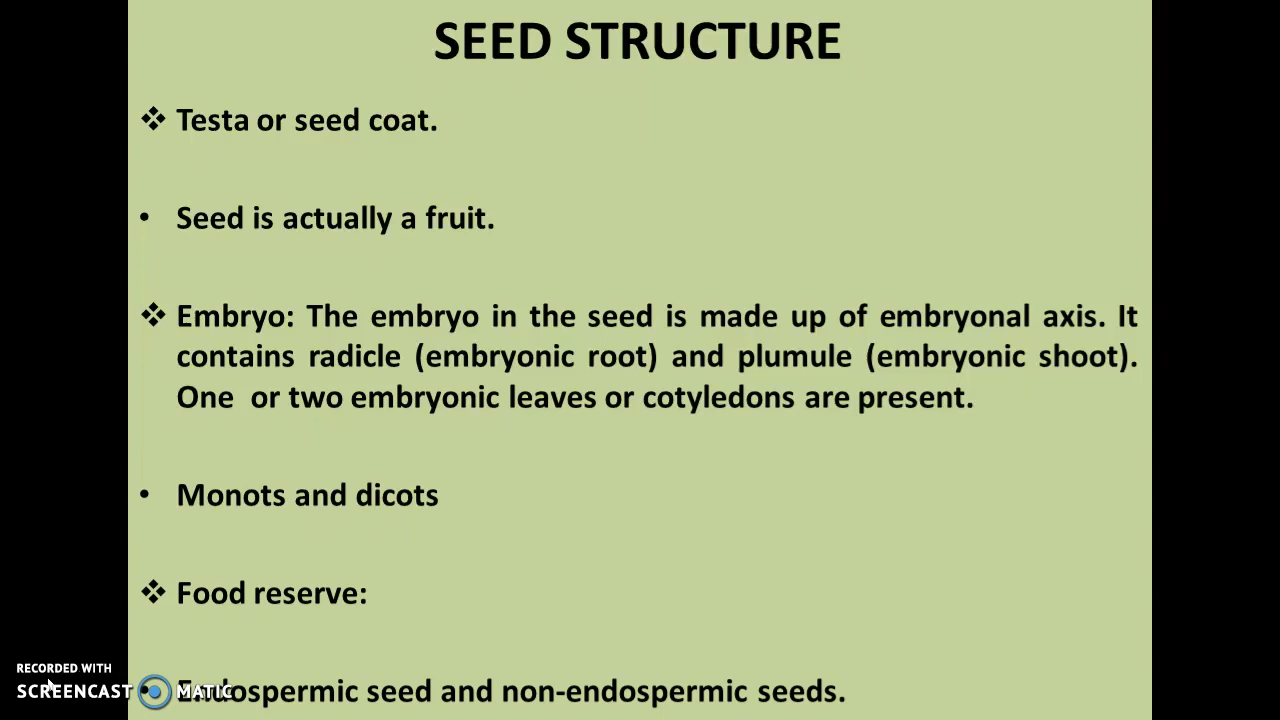 SEED STRUCTURE
❖ Testa or seed coat.
• Seed is actually a fruit.
❖ Embryo: The embryo in the seed is made up of embryonal axis. It
contains radicle (embryonic root) and plumule (embryonic shoot).
One or two embryonic leaves or cotyledons are present.
• Monots and dicots
❖ Food reserve:
• Endospermic seed and non-endospermic seeds.
RECORDED WITH
SCREENCAST MATIC